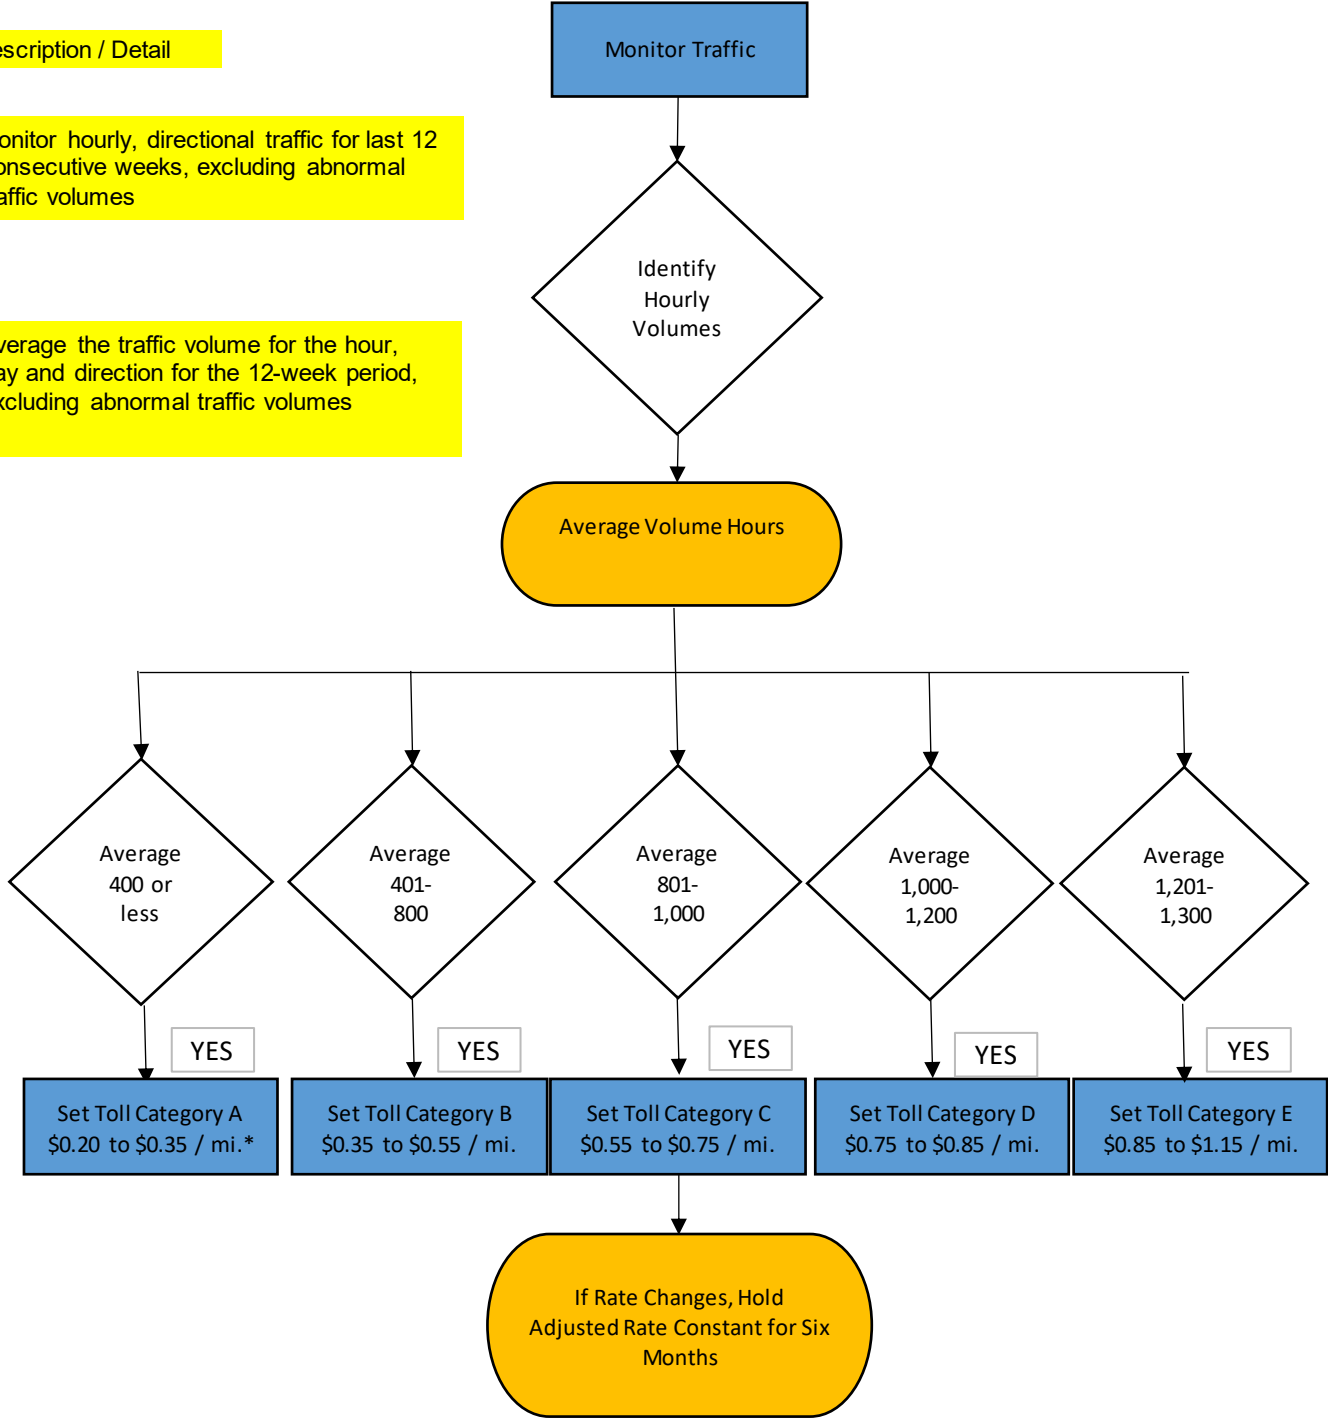 Monitor Traffic
escription / Detail
onitor hourly, directional traffic for last 12
onsecutive weeks, excluding abnormal
affic volumes
Identify
Hourly
Volumes
verage the traffic volume for the hour,
ay and direction for the 12-week period,
xcluding abnormal traffic volumes
Average Volume Hours
Average
400 or
less
Average
401-
800
Average
801-
1,000
Average
1,000-
1,200
Average
1,201-
1,300
YES
YES
YES
YES
YES
Set Toll Category A
$0.20 to $0.35 / mi.*
Set Toll Category B
$0.35 to $0.55 / mi.
Set Toll Category C
$0.55 to $0.75 / mi.
Set Toll Category D
$0.75 to $0.85 / mi.
Set Toll Category E
$0.85 to $1.15 / mi.
If Rate Changes, Hold
Adjusted Rate Constant for Six
Months